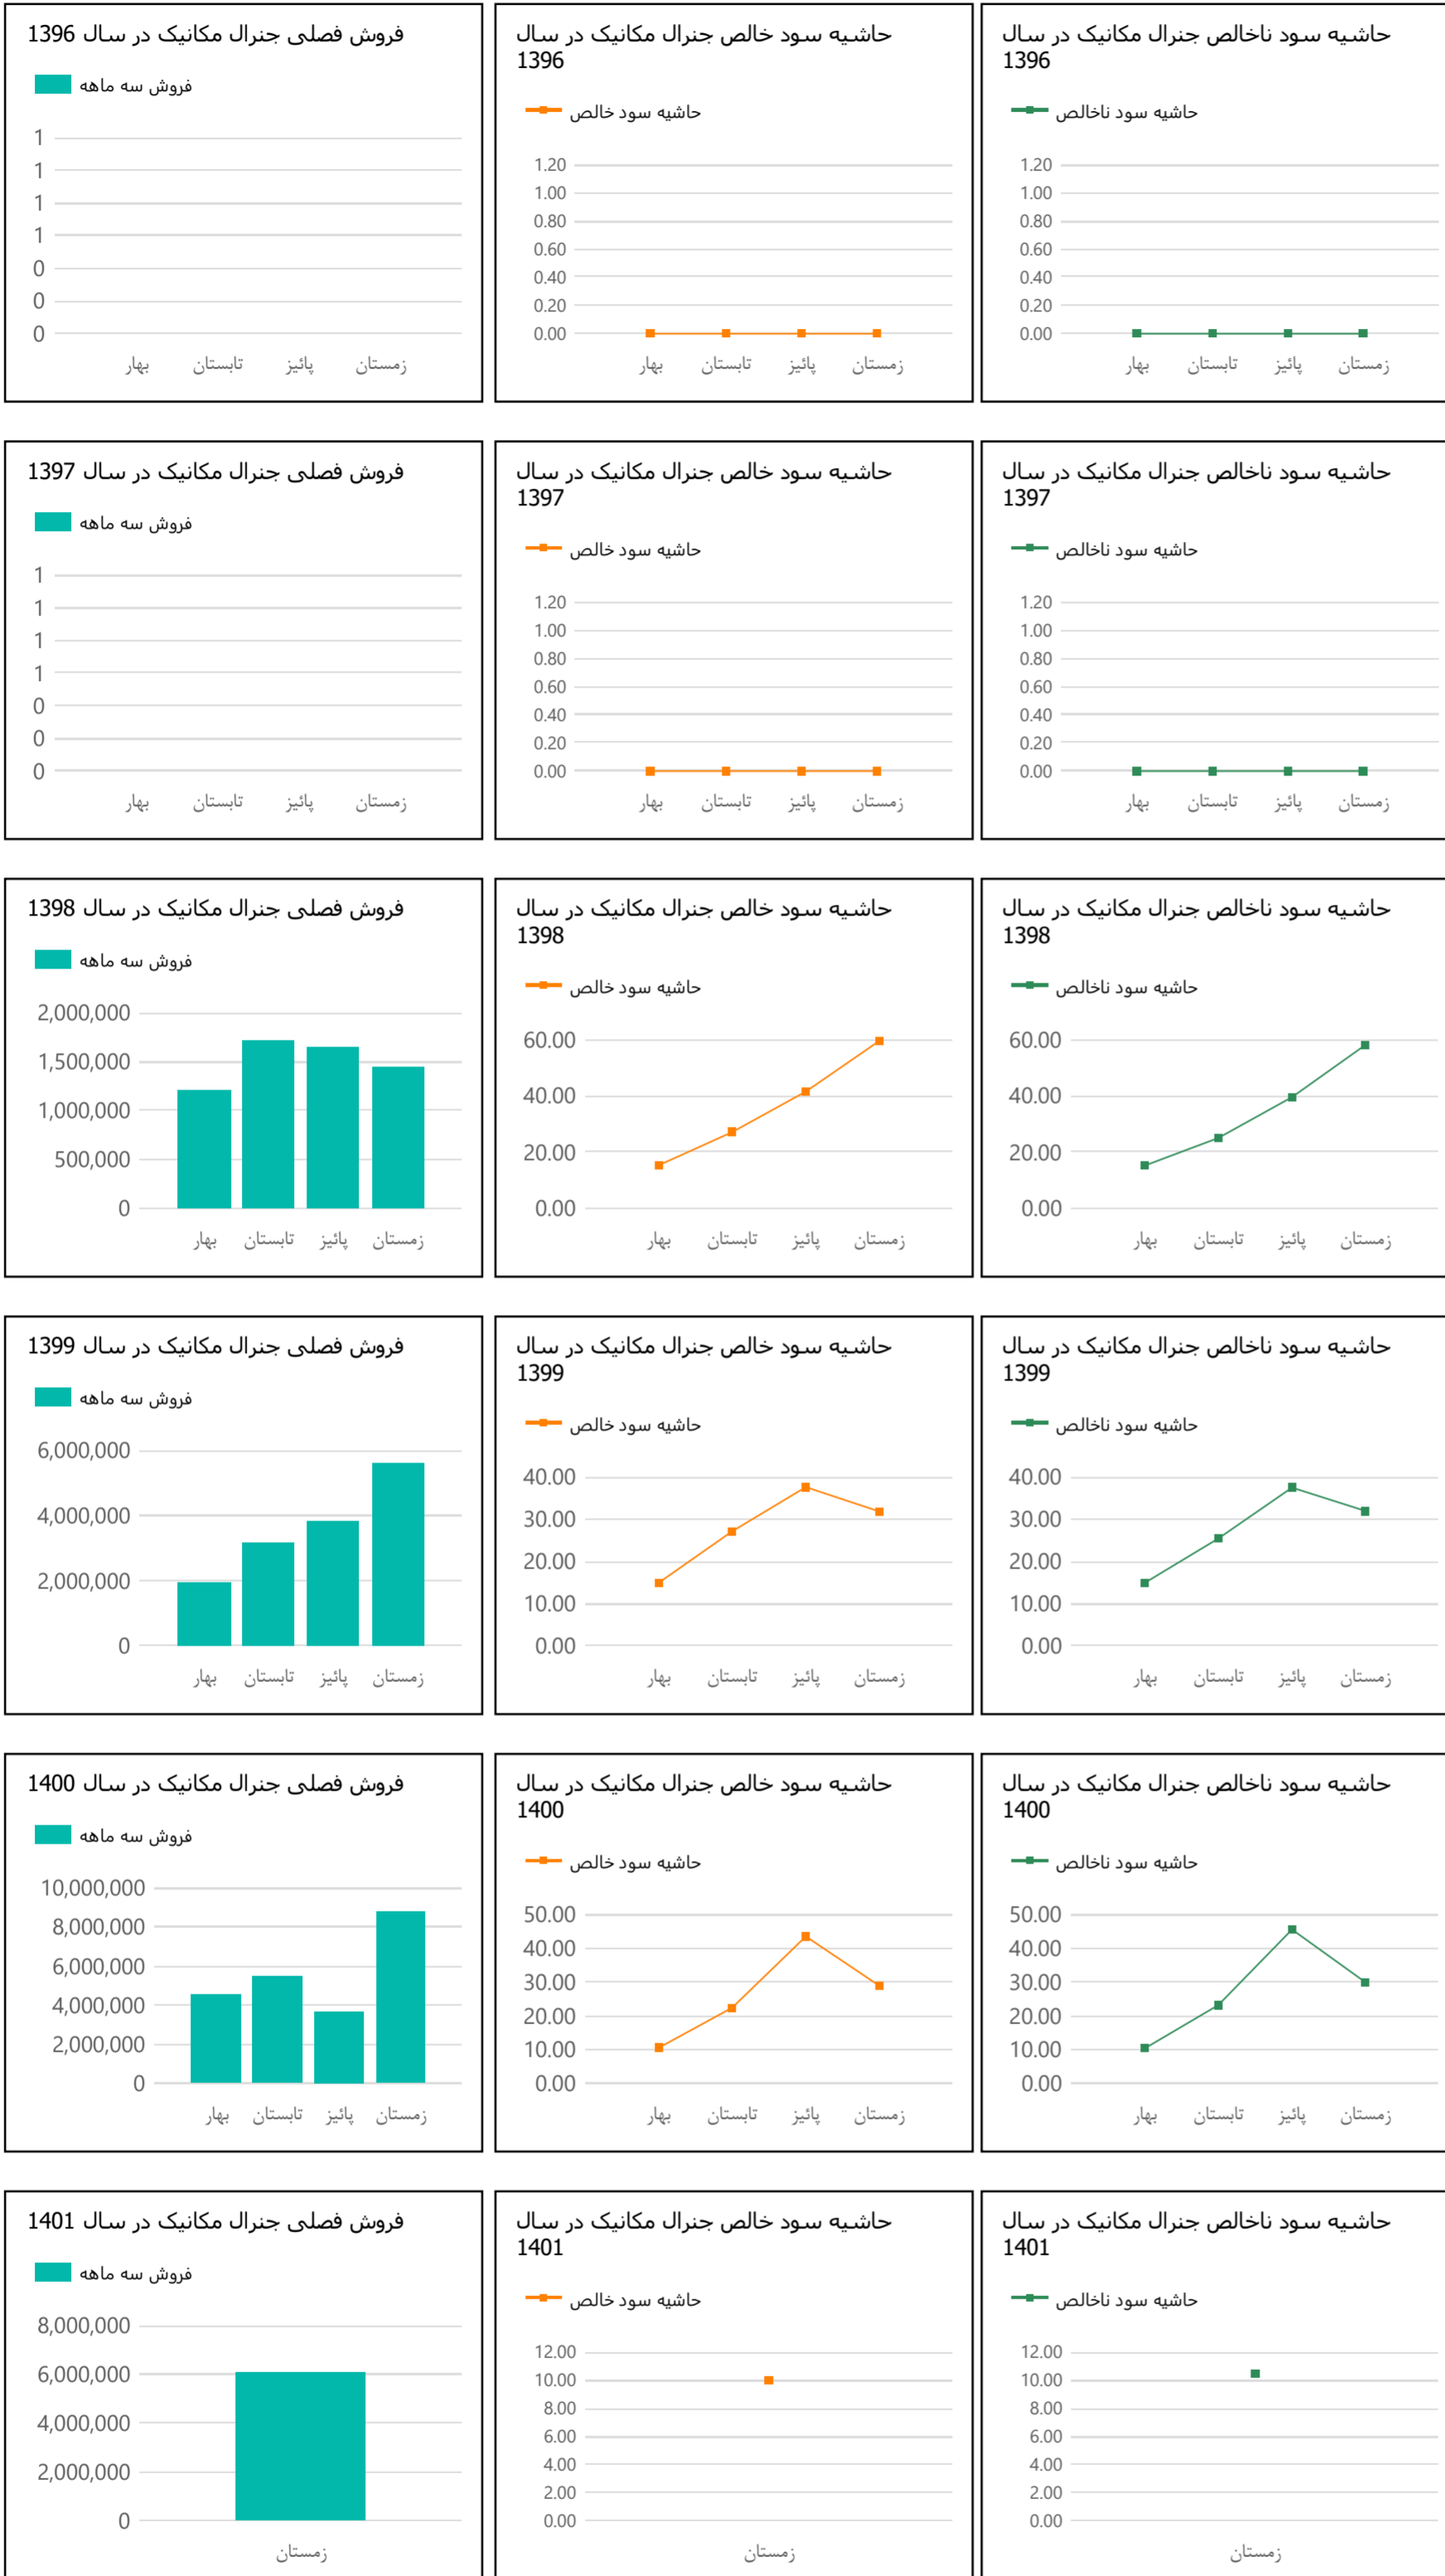 فروش فصلی جنرال مکانیک در سال 1396
فروش سه ماهه
1
1
1
1
0
0
0
بهار تابستان پائیز زمستان
حاشیه سود خالص جنرال مکانیک در سال
1396
حاشیه سود خالص
1.20
1.00
0.80
0.60
0.40
0.20
0.00
بهار تابستان پائیز زمستان
حاشیه سود ناخالص جنرال مکانیک در سال
1396
حاشیه سود ناخالص
1.20
1.00
0.80
0.60
0.40
0.20
0.00
بهار تابستان پائیز زمستان
فروش فصلی جنرال مکانیک در سال 1397
فروش سه ماهه
1
1
1
1
0
0
0
بهار تابستان پائیز زمستان
حاشیه سود خالص جنرال مکانیک در سال
1397
حاشیه سود خالص
1.20
1.00
0.80
0.60
0.40
0.20
0.00
بهار تابستان پائیز زمستان
حاشیه سود ناخالص جنرال مکانیک در سال
1397
حاشیه سود ناخالص
1.20
1.00
0.80
0.60
0.40
0.20
0.00
بهار تابستان پائیز زمستان
فروش فصلی جنرال مکانیک در سال 1398
فروش سه ماهه
2,000,000
1,500,000
1,000,000
500,000
0
بهار تابستان پائیز زمستان
حاشیه سود خالص جنرال مکانیک در سال
1398
حاشیه سود خالص
60.00
40.00
20.00
0.00
بهار تابستان پائیز زمستان
حاشیه سود ناخالص جنرال مکانیک در سال
1398
حاشیه سود ناخالص
60.00
40.00
20.00
0.00
بهار تابستان پائیز زمستان
فروش فصلی جنرال مکانیک در سال 1399
فروش سه ماهه
6,000,000
4,000,000
2,000,000
0
بهار تابستان پائیز زمستان
حاشیه سود خالص جنرال مکانیک در سال
1399
حاشیه سود خالص
40.00
30.00
20.00
10.00
0.00
بهار تابستان پائیز زمستان
حاشیه سود ناخالص جنرال مکانیک در سال
1399
حاشیه سود ناخالص
40.00
30.00
20.00
10.00
0.00
بهار تابستان پائیز زمستان
فروش فصلی جنرال مکانیک در سال 1400
فروش سه ماهه
10,000,000
8,000,000
6,000,000
4,000,000
2,000,000
0
بهار تابستان پائیز زمستان
حاشیه سود خالص جنرال مکانیک در سال
1400
حاشیه سود خالص
50.00
40.00
30.00
20.00
10.00
0.00
بهار تابستان پائیز زمستان
حاشیه سود ناخالص جنرال مکانیک در سال
1400
حاشیه سود ناخالص
50.00
40.00
30.00
20.00
10.00
0.00
بهار تابستان پائیز زمستان
فروش فصلی جنرال مکانیک در سال 1401
فروش سه ماهه
8,000,000
6,000,000
4,000,000
2,000,000
0
زمستان
حاشیه سود خالص جنرال مکانیک در سال
1401
حاشیه سود خالص
12.00
10.00
8.00
6.00
4.00
2.00
0.00
زمستان
حاشیه سود ناخالص جنرال مکانیک در سال
1401
حاشیه سود ناخالص
12.00
10.00
8.00
6.00
4.00
2.00
0.00
زمستان